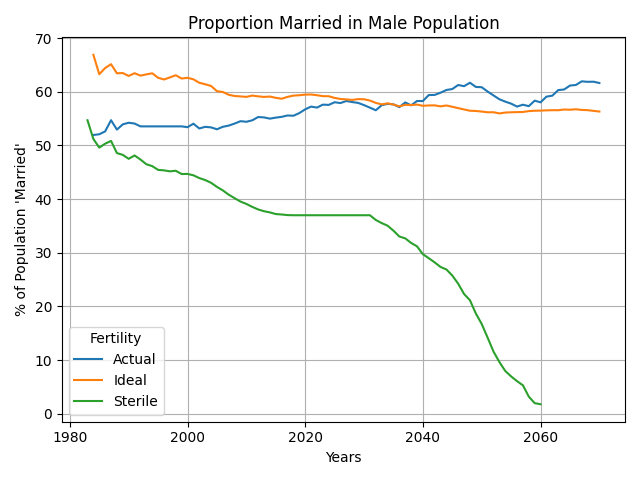 Proportion Married in Male Population
% of Population 'Married'
70
60
50
40
30
20
10
0
Fertility
Actual
Ideal
Sterile
1980
2000
2020
2040
2060
Years